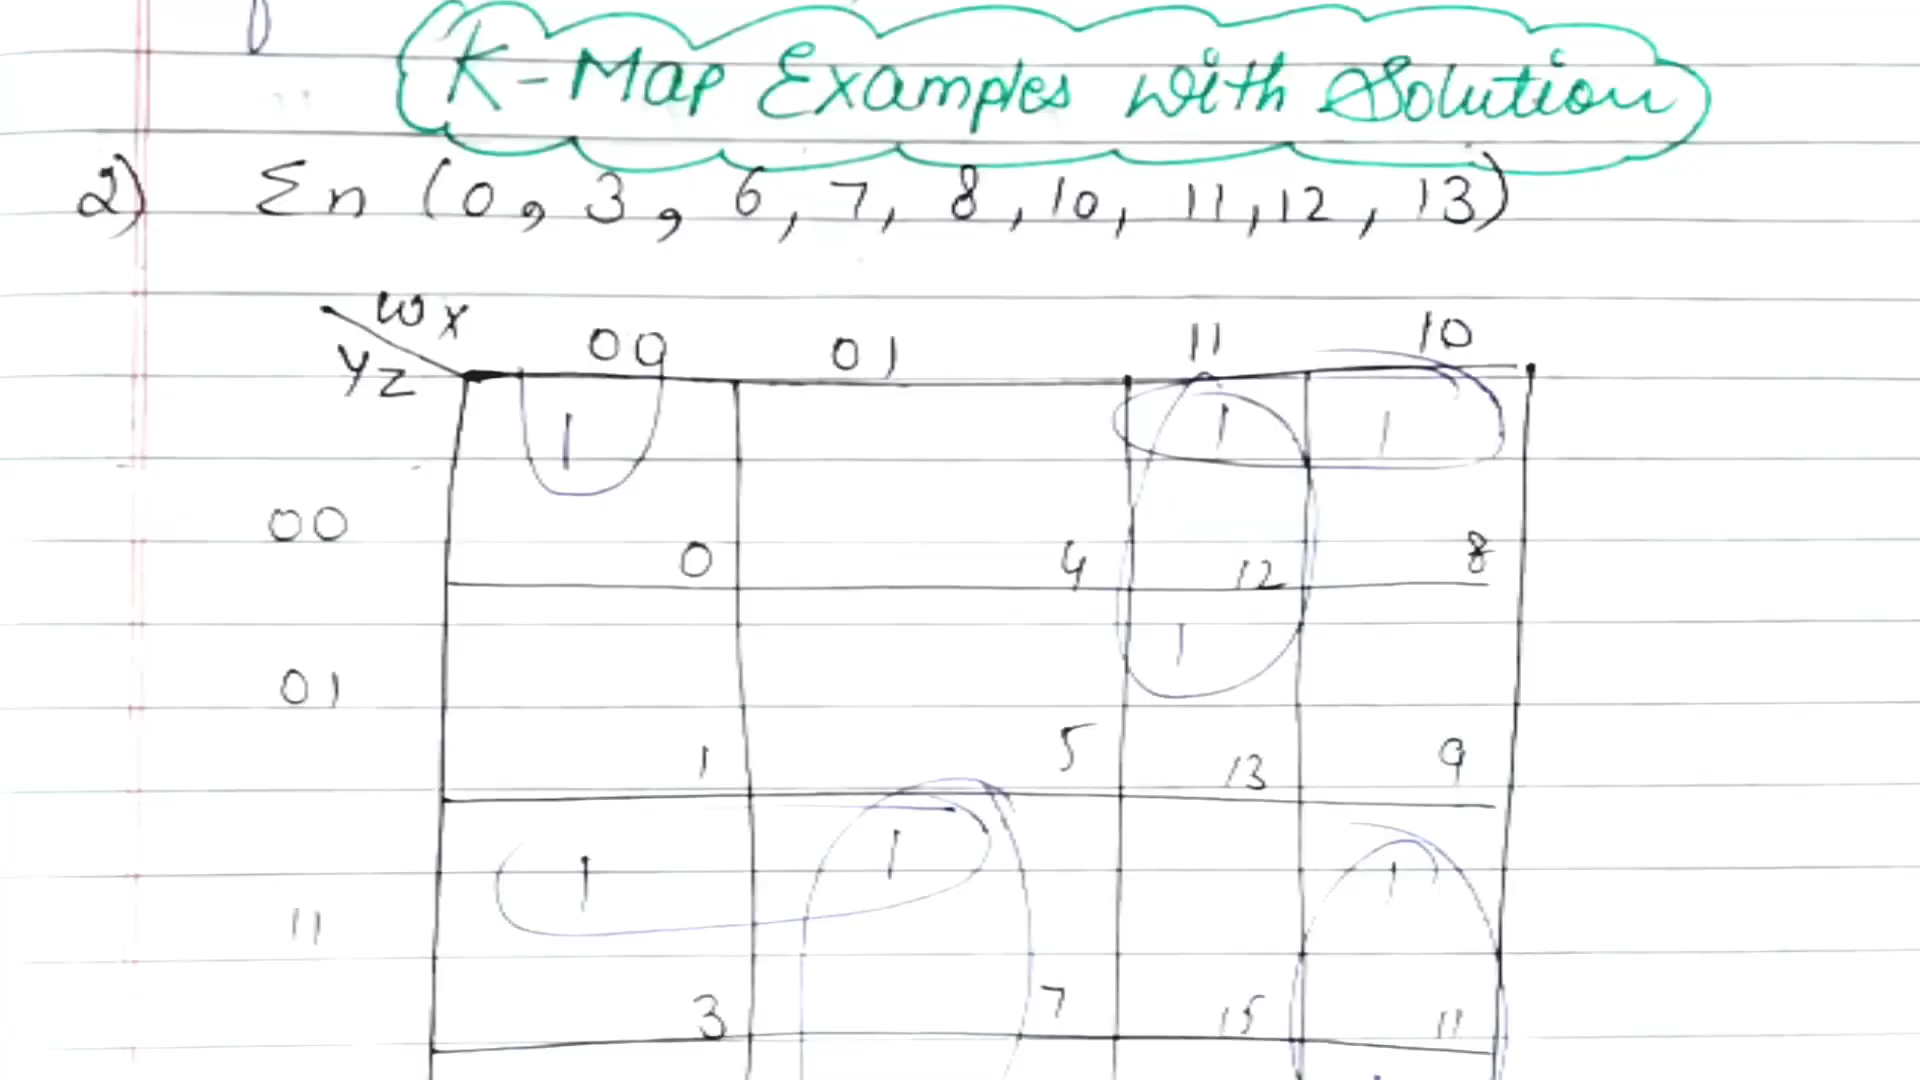 K-Map Examples with Solution
2) Σn (0, 3, 6, 7, 8, 10, 11, 12, 13)
wx
yz
00 01 11 10
1 1 1
00
0 4 12 8
1
01
1 5 13 9
1 1 1
11
3 7 15 11